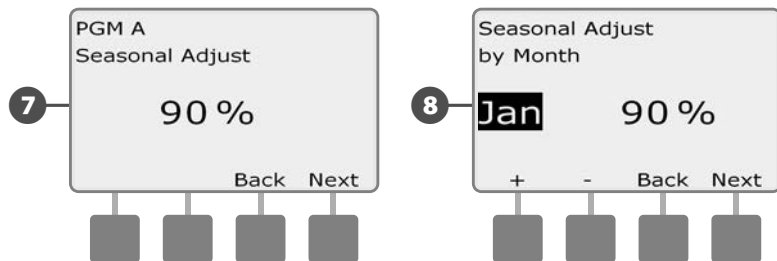 PGM A
Seasonal Adjust
7
90 %
Back Next
Seasonal Adjust
by Month
8
Jan 90 %
+ - Back Next